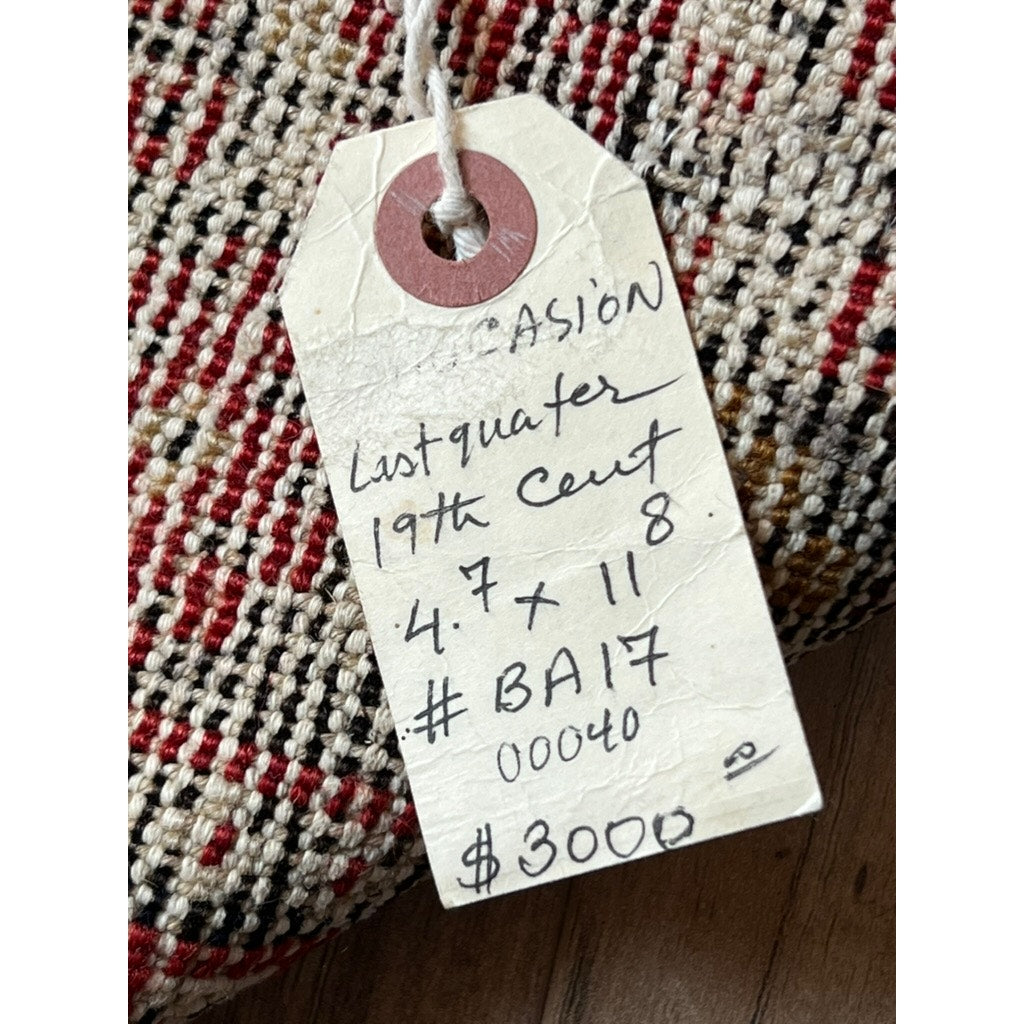 CASION
Last quater
19th Cent
4.7 x 11 8.
# BA17
00040
$3000